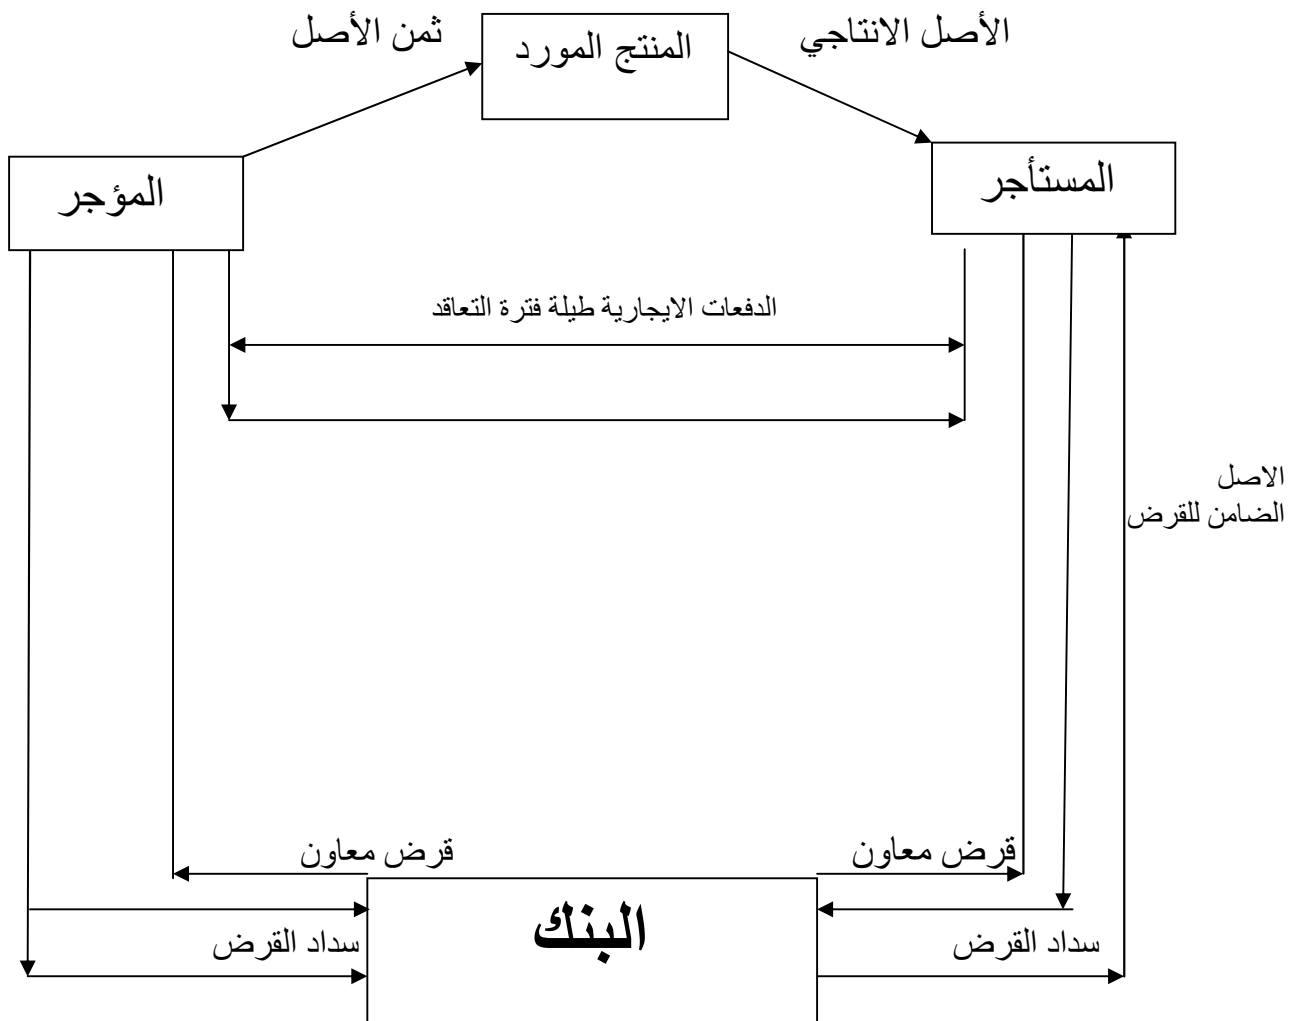 الأصل الانتاجي
المنتج المورد
ثمن الأصل
المستأجر
المؤجر
الدفعات الايجارية طيلة فترة التعاقد
الاصل
الضامن للقرض
قرض معاون
قرض معاون
البنك
سداد القرض
سداد القرض